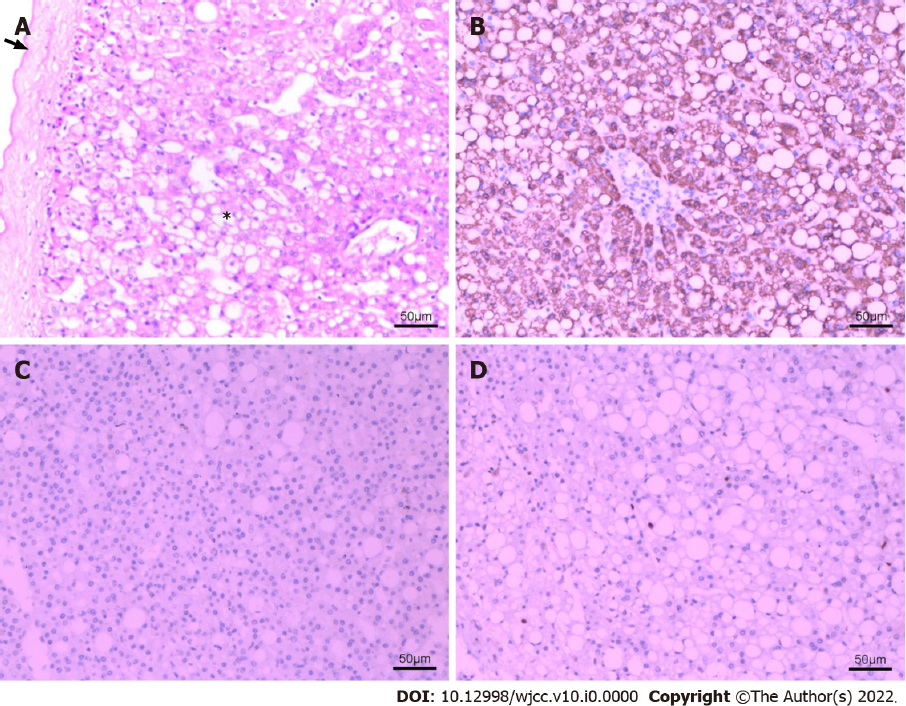 A
B
*
50μm
50μm
C
D
50μm
50μm
DOI: 10.12998/wjcc.v10.i0.0000 Copyright ©The Author(s) 2022.